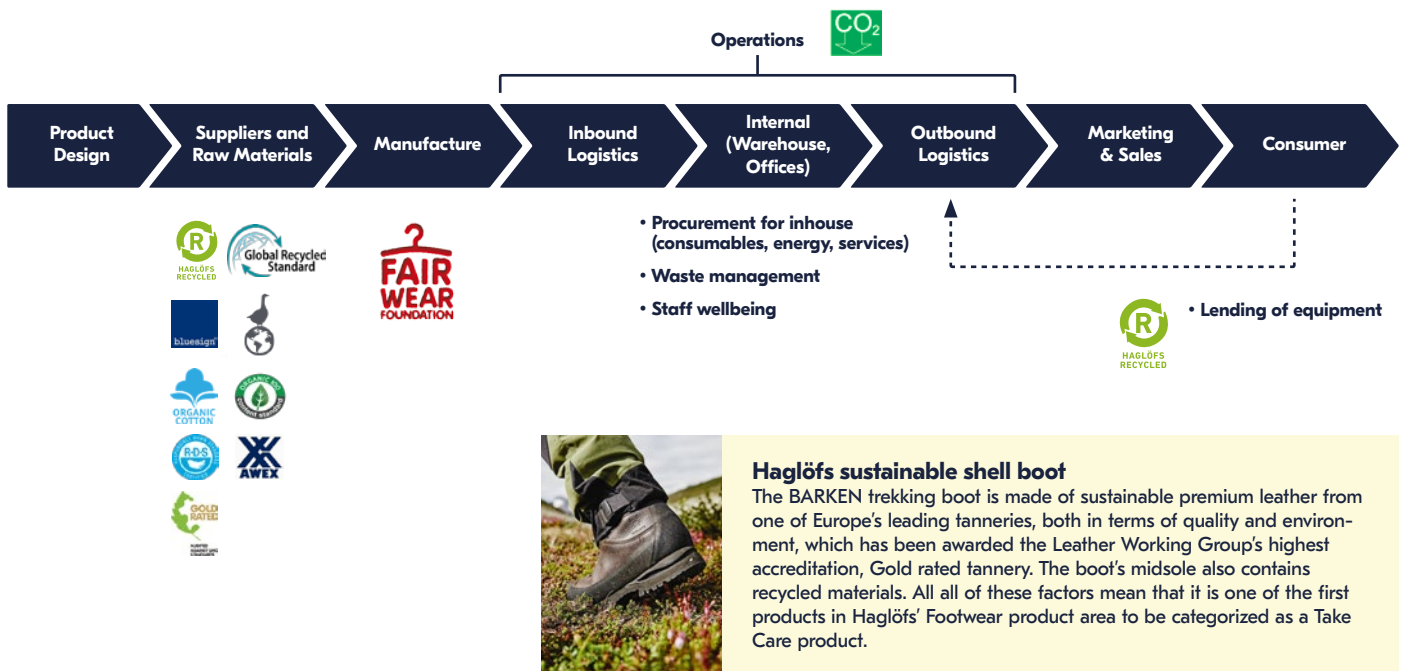 Operations
CO2
Product
Design
Suppliers and
Raw Materials
Manufacture
Inbound
Logistics
Internal
(Warehouse,
Offices)
Outbound
Logistics
Marketing
& Sales
Consumer
R
HAGLÖFS
RECYCLED
Global Recycled
Standard
bluesign
ORGANIC
COTTON
ORGANIC 100
content standard
R·D·S
CERTIFIED
AWEX
GOLD
RATED
FAIR
WEAR
FOUNDATION
• Procurement for inhouse
(consumables, energy, services)
• Waste management
• Staff wellbeing
R
HAGLÖFS
RECYCLED
• Lending of equipment
Haglöfs sustainable shell boot
The BARKEN trekking boot is made of sustainable premium leather from
one of Europe’s leading tanneries, both in terms of quality and environ-
ment, which has been awarded the Leather Working Group’s highest
accreditation, Gold rated tannery. The boot’s midsole also contains
recycled materials. All all of these factors mean that it is one of the first
products in Haglöfs’ Footwear product area to be categorized as a Take
Care product.